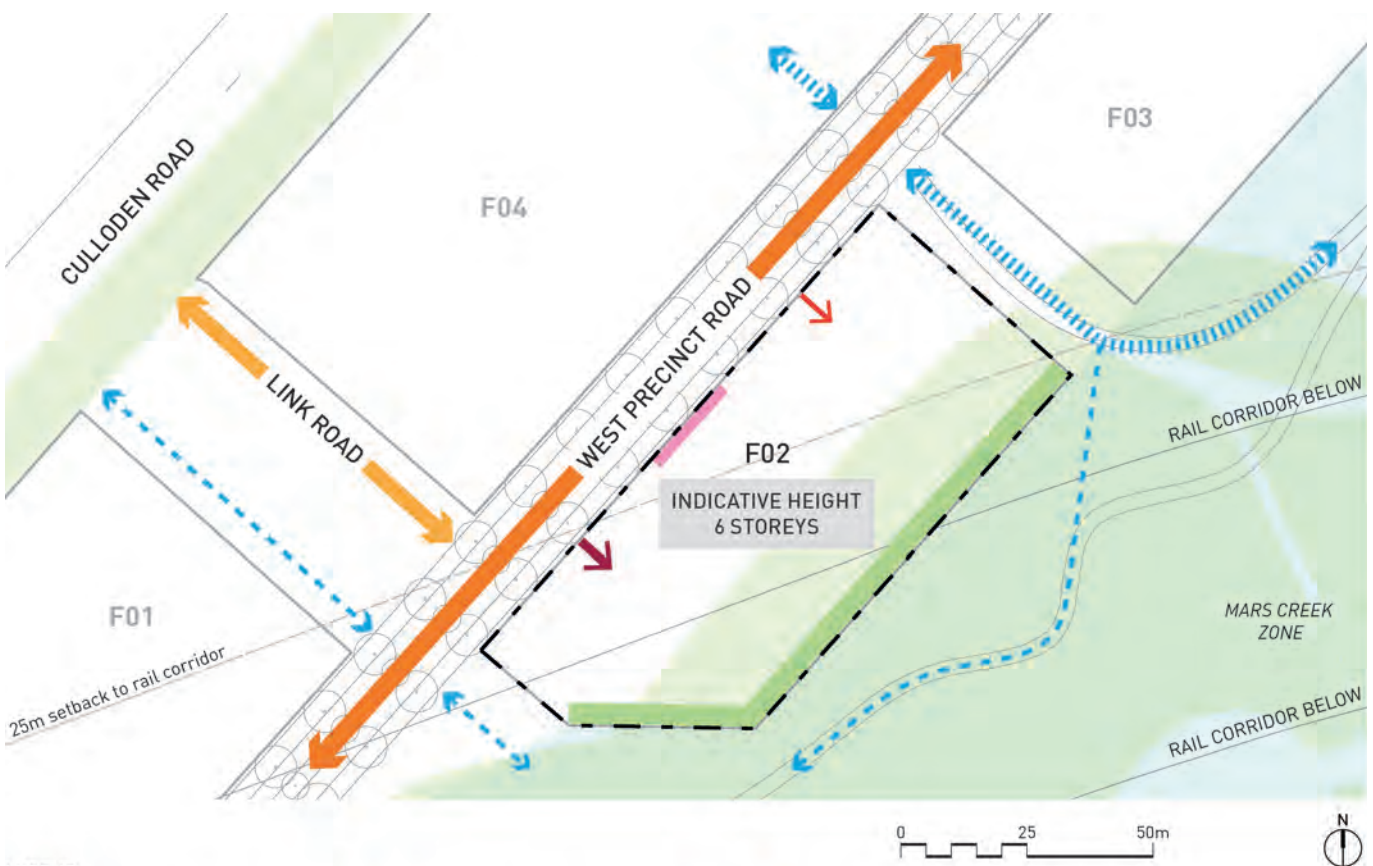 F03
CULLODEN ROAD
F04
WEST PRECINCT ROAD
LINK ROAD
RAIL CORRIDOR BELOW
F02
INDICATIVE HEIGHT
6 STOREYS
F01
MARS CREEK
ZONE
25m setback to rail corridor
RAIL CORRIDOR BELOW
0 25 50m
N